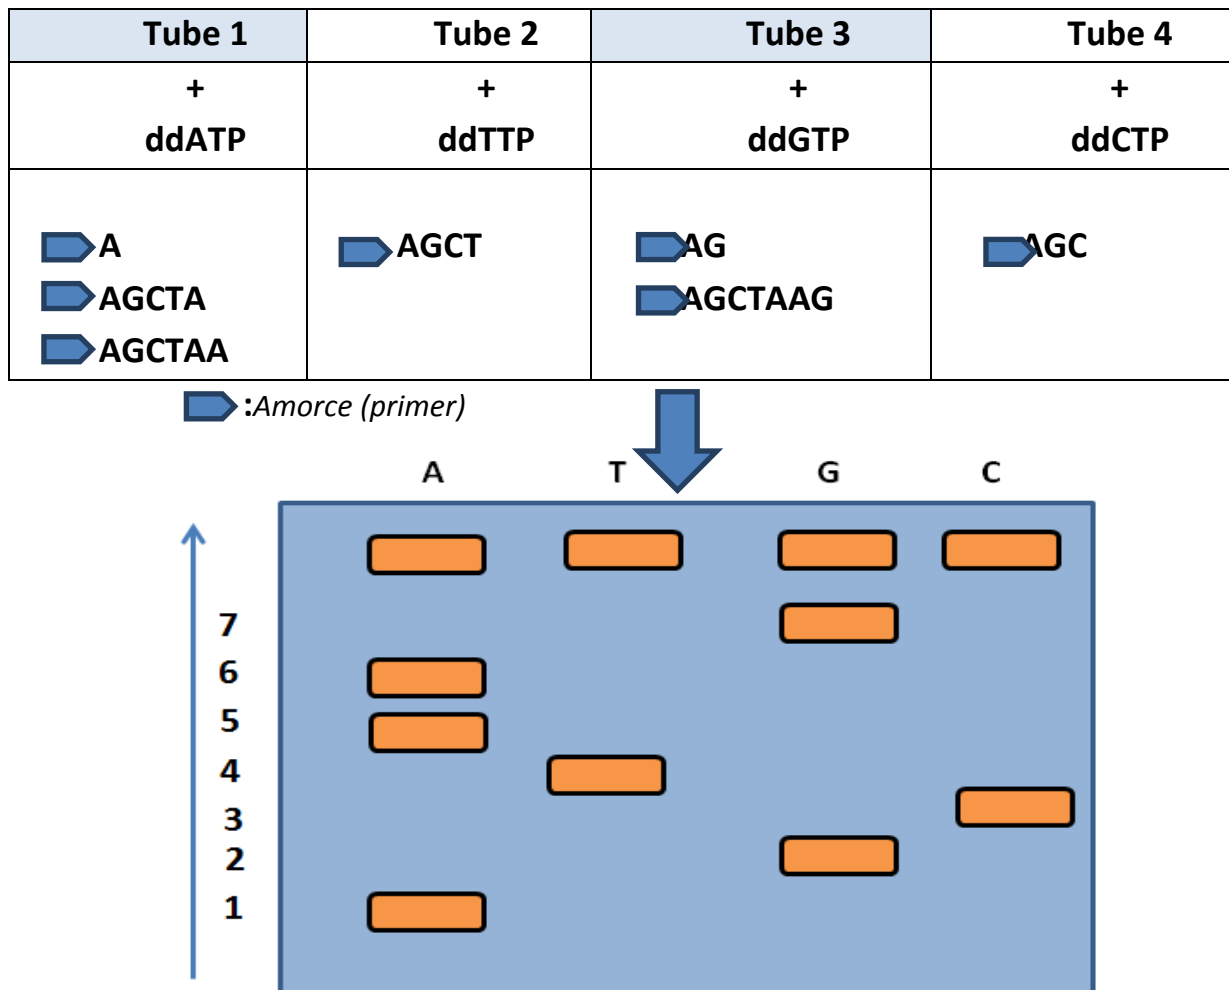 Tube 1 Tube 2 Tube 3 Tube 4
+ + + +
ddATP ddTTP ddGTP ddCTP
A AGCT AG AGC
AGCTA AGCTAAG
AGCTAA
:Amorce (primer)
A T G C
7
6
5
4
3
2
1